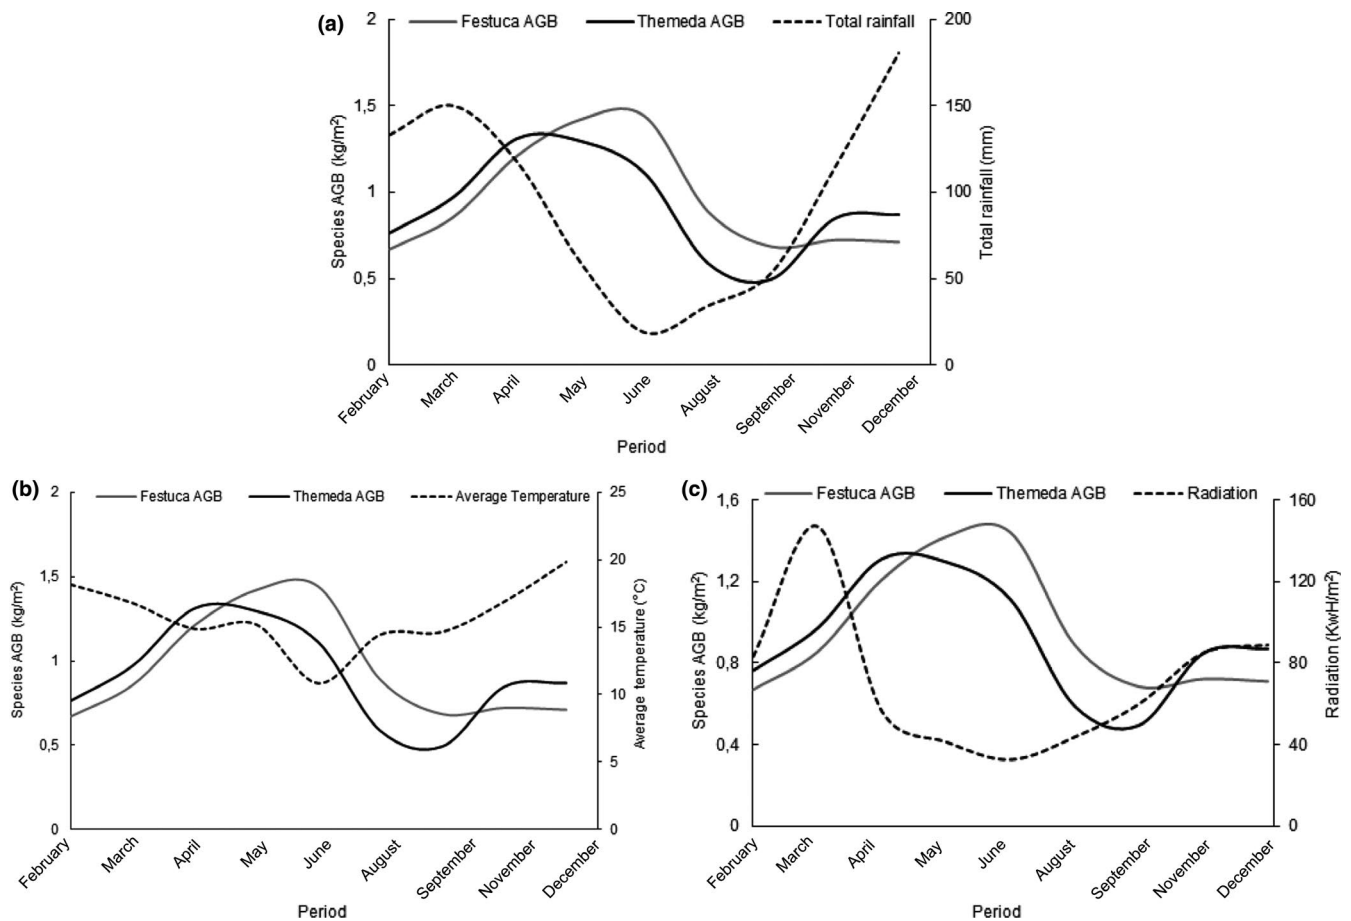 (a)
Festuca AGB Themeda AGB Total rainfall
Species AGB (kg/m²)
2
1,5
1
0,5
0
200
150
100
50
0
Total rainfall (mm)
February March April May June August September November December
Period
(b)
Festuca AGB Themeda AGB Average Temperature
Species AGB (kg/m²)
2
1,5
1
0,5
0
25
20
15
10
5
0
Average temperature (°C)
February March April May June August September November December
Period
(c)
Festuca AGB Themeda AGB Radiation
Species AGB (kg/m²)
1,6
1,2
0,8
0,4
0
160
120
80
40
0
Radiation (KwH/m²)
February March April May June August September November December
Period